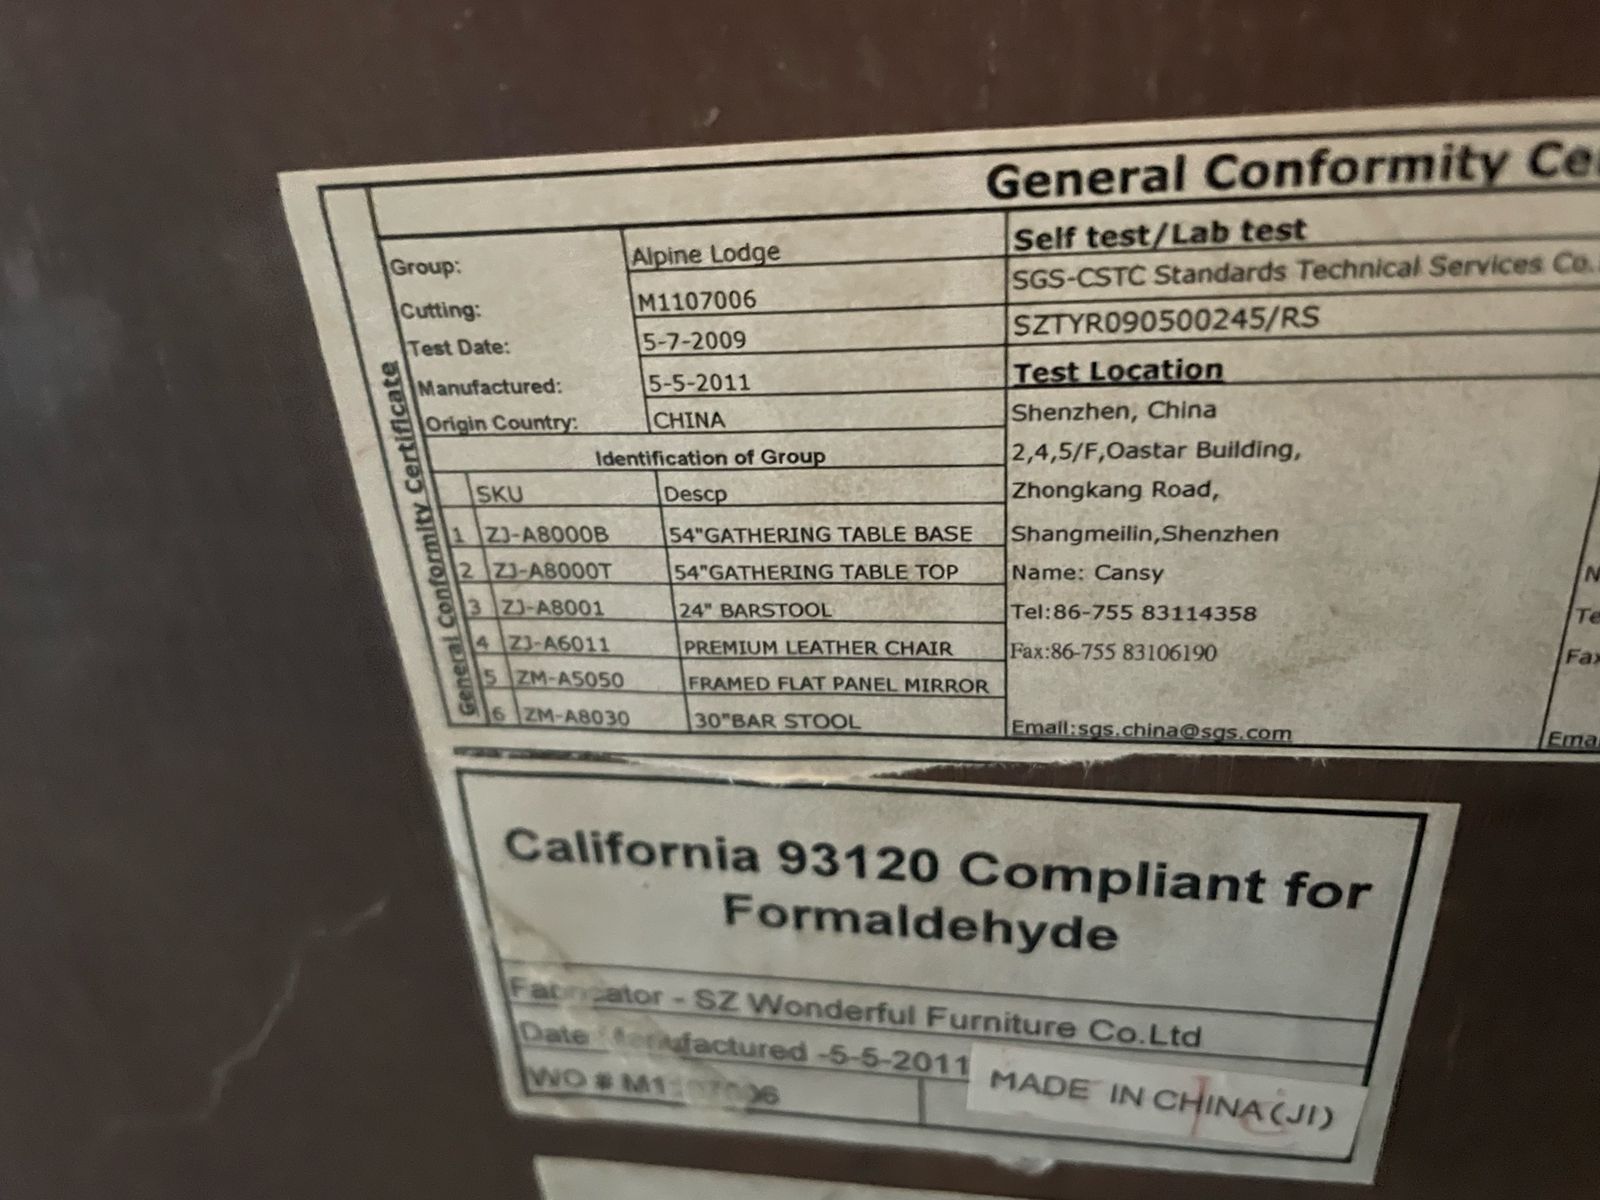 General Conformity
General Conformity Certificate
Group: Alpine Lodge
Cutting: M1107006
Test Date: 5-7-2009
Manufactured: 5-5-2011
Origin Country: CHINA
Identification of Group
SKU Descp
1 ZJ-A8000B 54"GATHERING TABLE BASE
2 ZJ-A8000T 54"GATHERING TABLE TOP
3 ZJ-A8001 24" BARSTOOL
4 ZJ-A6011 PREMIUM LEATHER CHAIR
5 ZM-A5050 FRAMED FLAT PANEL MIRROR
6 ZM-A8030 30"BAR STOOL
Self test/Lab test
SGS-CSTC Standards Technical Services Co.
SZTYR090500245/RS
Test Location
Shenzhen, China
2,4,5/F,Oastar Building,
Zhongkang Road,
Shangmeilin,Shenzhen
Name: Cansy
Tel:86-755 83114358
Fax:86-755 83106190
Email:sgs.china@sgs.com
California 93120 Compliant for
Formaldehyde
Fabricator - SZ Wonderful Furniture Co.Ltd
Date Manufactured -5-5-2011
WO #
MADE IN CHINA(JI)